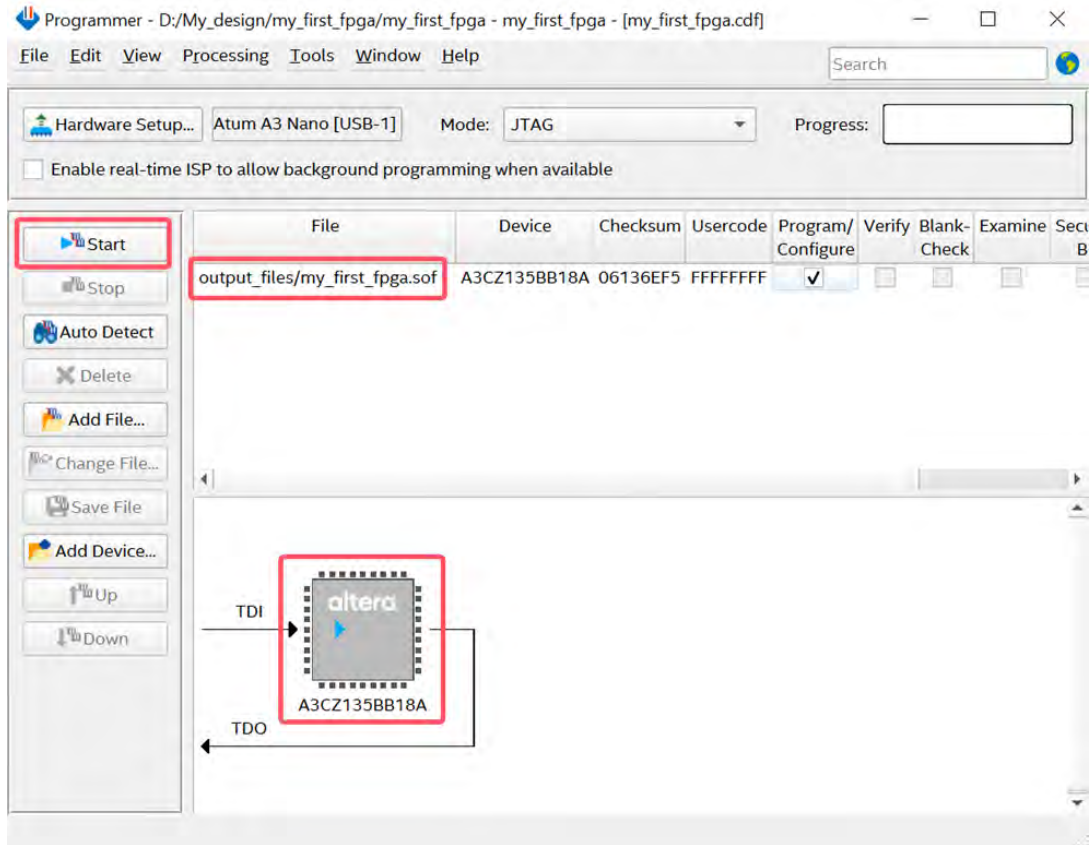 Programmer - D:/My_design/my_first_fpga/my_first_fpga - my_first_fpga - [my_first_fpga.cdf]
File Edit View Processing Tools Window Help Search
Hardware Setup... Atum A3 Nano [USB-1] Mode: JTAG Progress:
Enable real-time ISP to allow background programming when available
Start
Stop
Auto Detect
Delete
Add File...
Change File...
Save File
Add Device...
Up
Down
File Device Checksum Usercode Program/ Verify Blank- Examine Secu
Configure Check B
output_files/my_first_fpga.sof A3CZ135BB18A 06136EF5 FFFFFFFF
altera
TDI
A3CZ135BB18A
TDO